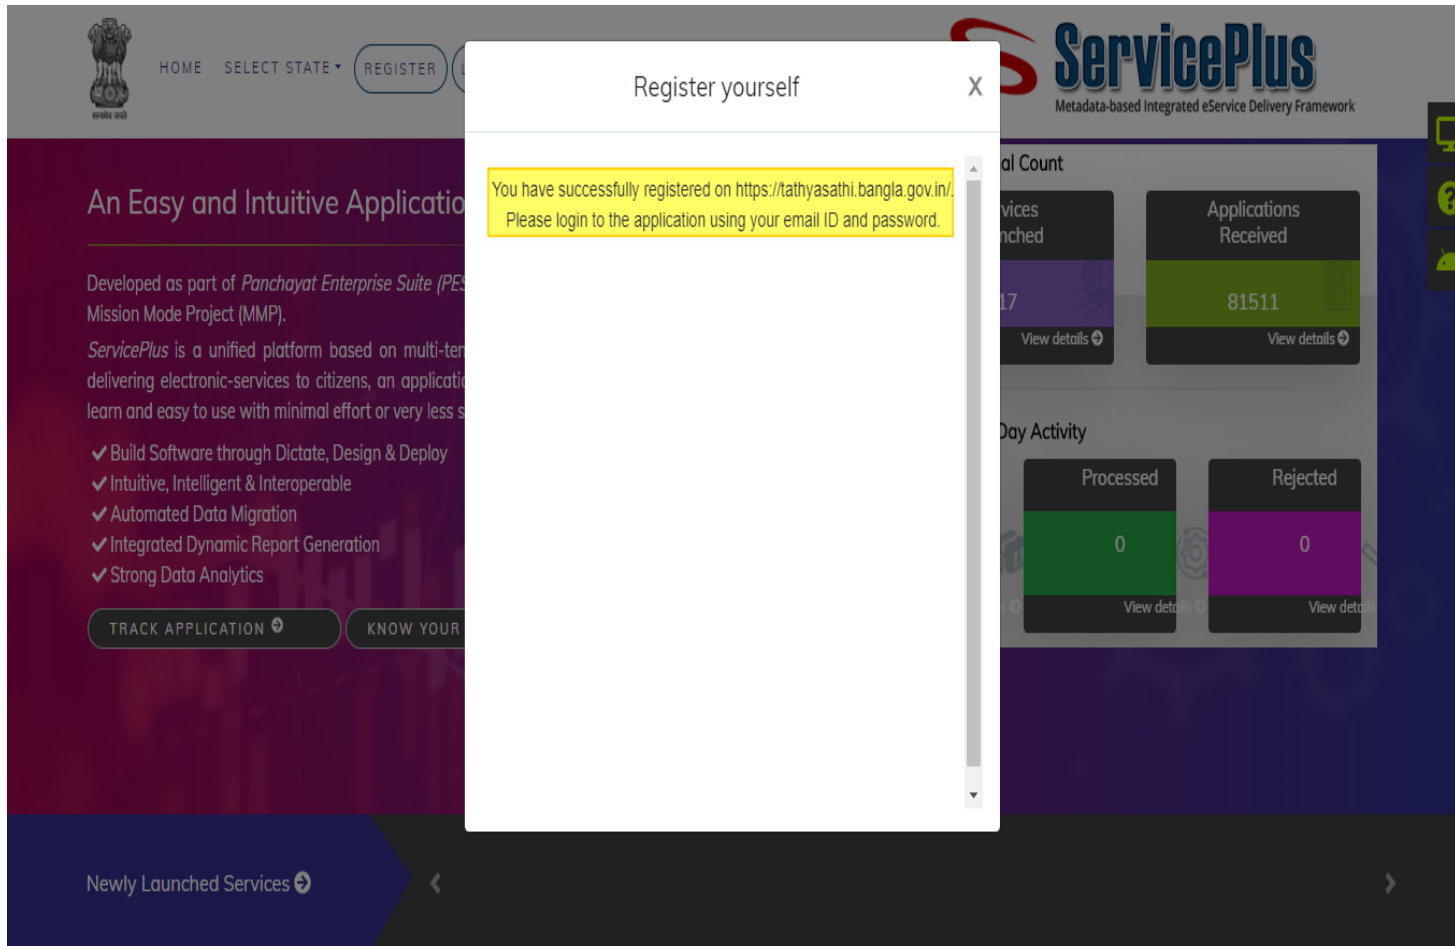 सत्यमेव जयते
HOME SELECT STATE REGISTER
ServicePlus
Metadata-based Integrated eService Delivery Framework
Register yourself X
You have successfully registered on https://tathyasathi.bangla.gov.in/.
Please login to the application using your email ID and password.
An Easy and Intuitive Applicatio
Developed as part of Panchayat Enterprise Suite (PES
Mission Mode Project (MMP).
ServicePlus is a unified platform based on multi-ten
delivering electronic-services to citizens, an applicatio
learn and easy to use with minimal effort or very less s
Build Software through Dictate, Design & Deploy
Intuitive, Intelligent & Interoperable
Automated Data Migration
Integrated Dynamic Report Generation
Strong Data Analytics
TRACK APPLICATION
KNOW YOUR
al Count
vices
nched
17
View details
Applications
Received
81511
View details
Day Activity
Processed
0
View details
Rejected
0
View details
Newly Launched Services